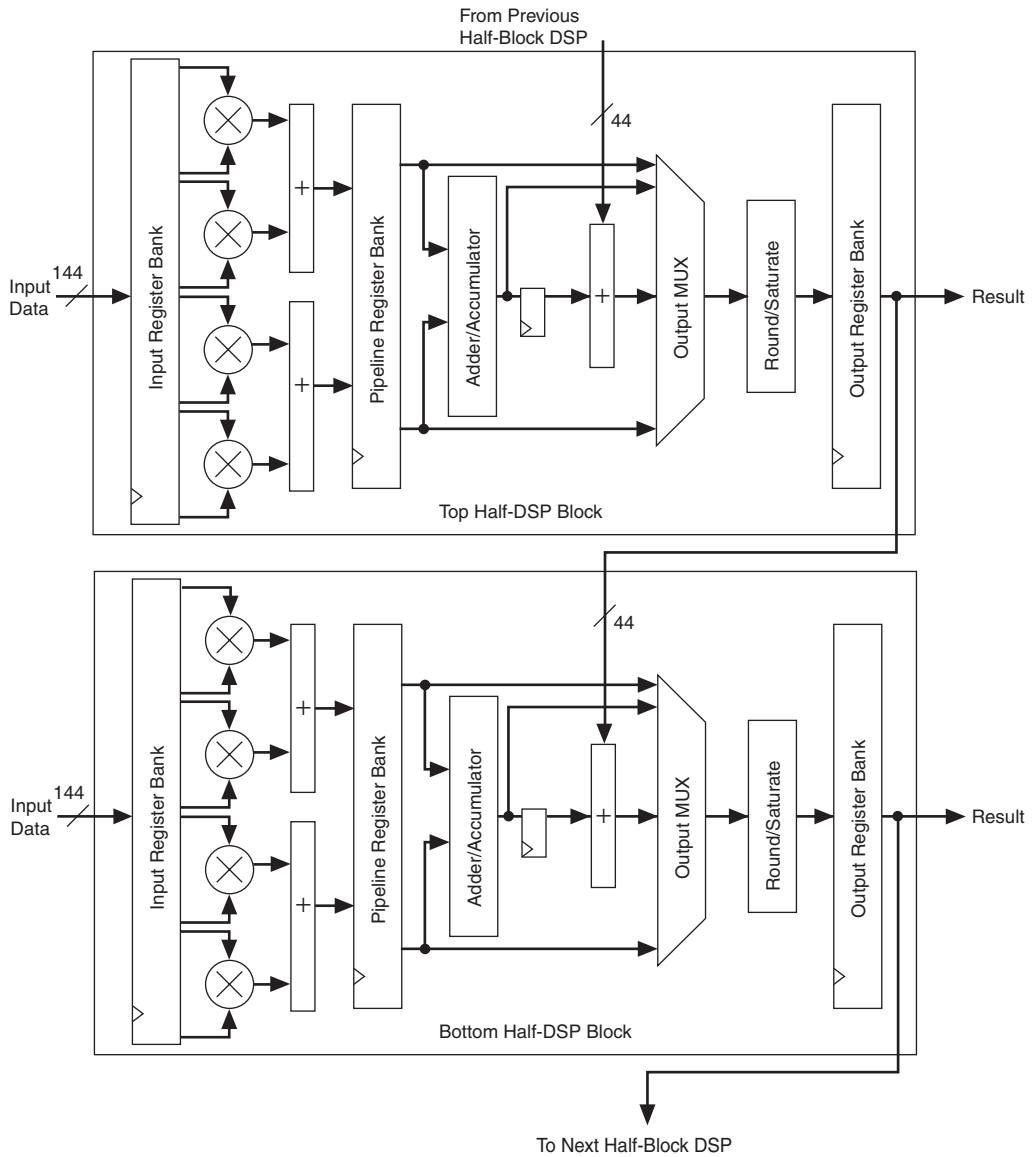 From Previous
Half-Block DSP
44
144
Input
Data
Input Register Bank
+
+
Pipeline Register Bank
Adder/Accumulator
+
Output MUX
Round/Saturate
Output Register Bank
Result
Top Half-DSP Block
44
144
Input
Data
Input Register Bank
+
+
Pipeline Register Bank
Adder/Accumulator
+
Output MUX
Round/Saturate
Output Register Bank
Result
Bottom Half-DSP Block
To Next Half-Block DSP